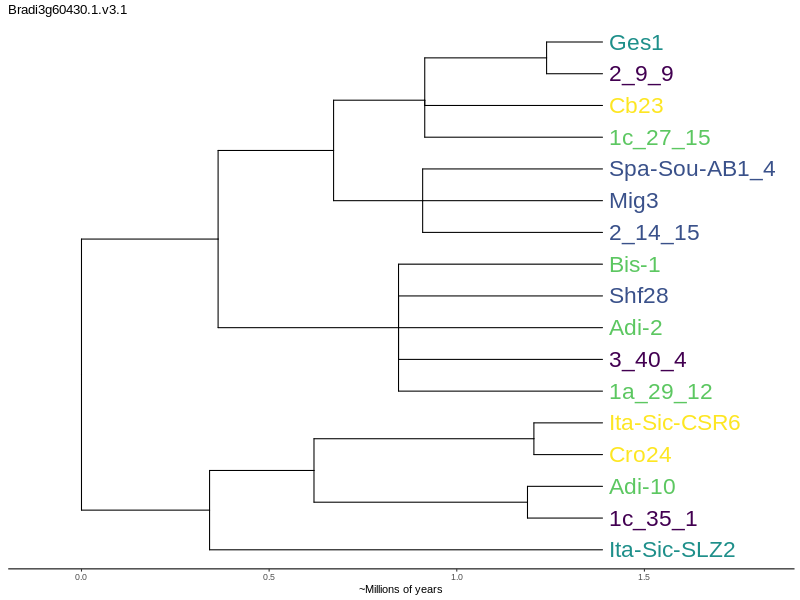 Bradi3g60430.1.v3.1
Ges1
2_9_9
Cb23
1c_27_15
Spa-Sou-AB1_4
Mig3
2_14_15
Bis-1
Shf28
Adi-2
3_40_4
1a_29_12
Ita-Sic-CSR6
Cro24
Adi-10
1c_35_1
Ita-Sic-SLZ2
0.0 0.5 1.0 1.5
~Millions of years